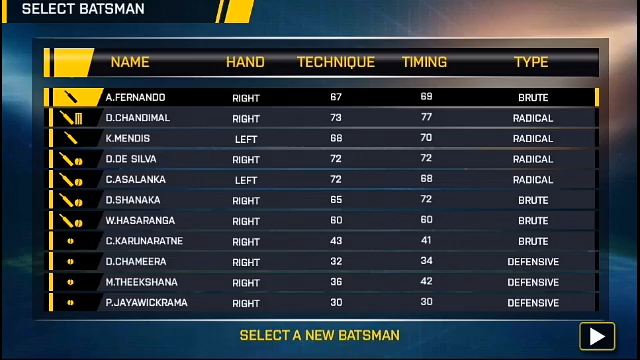 SELECT BATSMAN
NAME HAND TECHNIQUE TIMING TYPE
A.FERNANDO RIGHT 67 69 BRUTE
D.CHANDIMAL RIGHT 73 77 RADICAL
K.MENDIS LEFT 68 70 RADICAL
D.DE SILVA RIGHT 72 72 RADICAL
C.ASALANKA LEFT 72 68 RADICAL
D.SHANAKA RIGHT 65 72 BRUTE
W.HASARANGA RIGHT 60 60 BRUTE
C.KARUNARATNE RIGHT 43 41 BRUTE
D.CHAMEERA RIGHT 32 34 DEFENSIVE
M.THEEKSHANA RIGHT 36 42 DEFENSIVE
P.JAYAWICKRAMA RIGHT 30 30 DEFENSIVE
SELECT A NEW BATSMAN